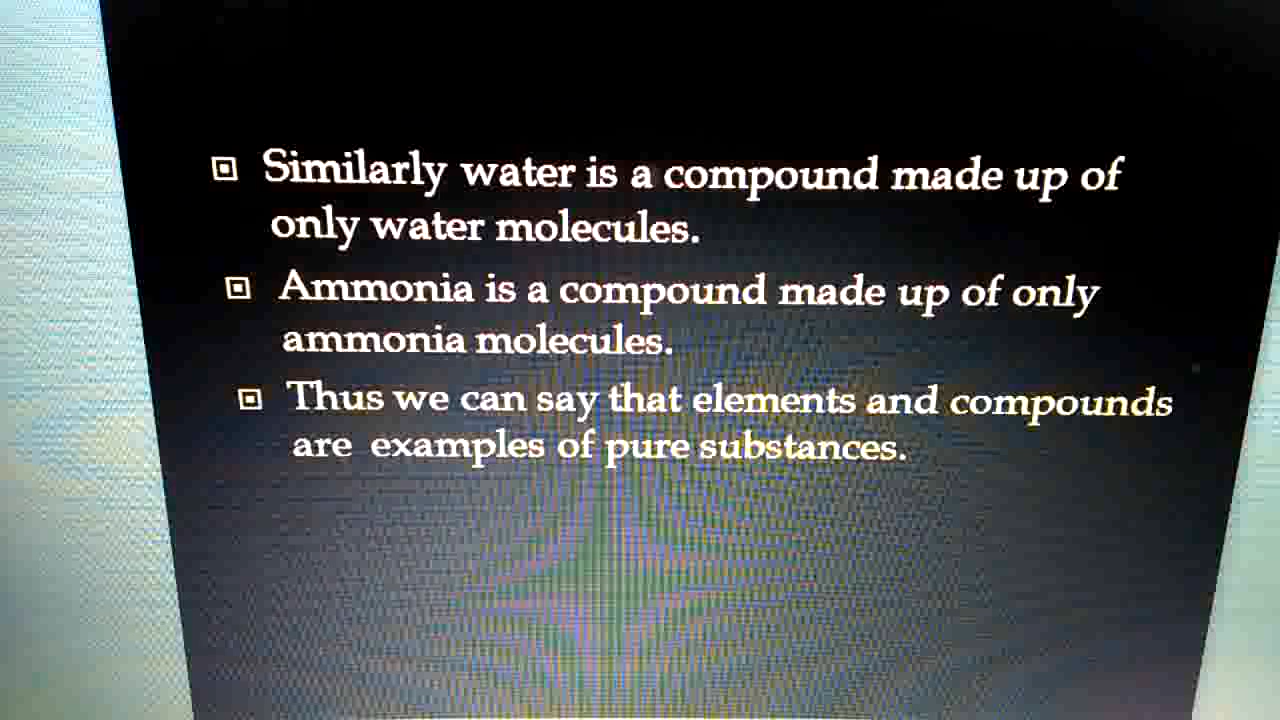 Similarly water is a compound made up of
only water molecules.
Ammonia is a compound made up of only
ammonia molecules.
Thus we can say that elements and compounds
are examples of pure substances.